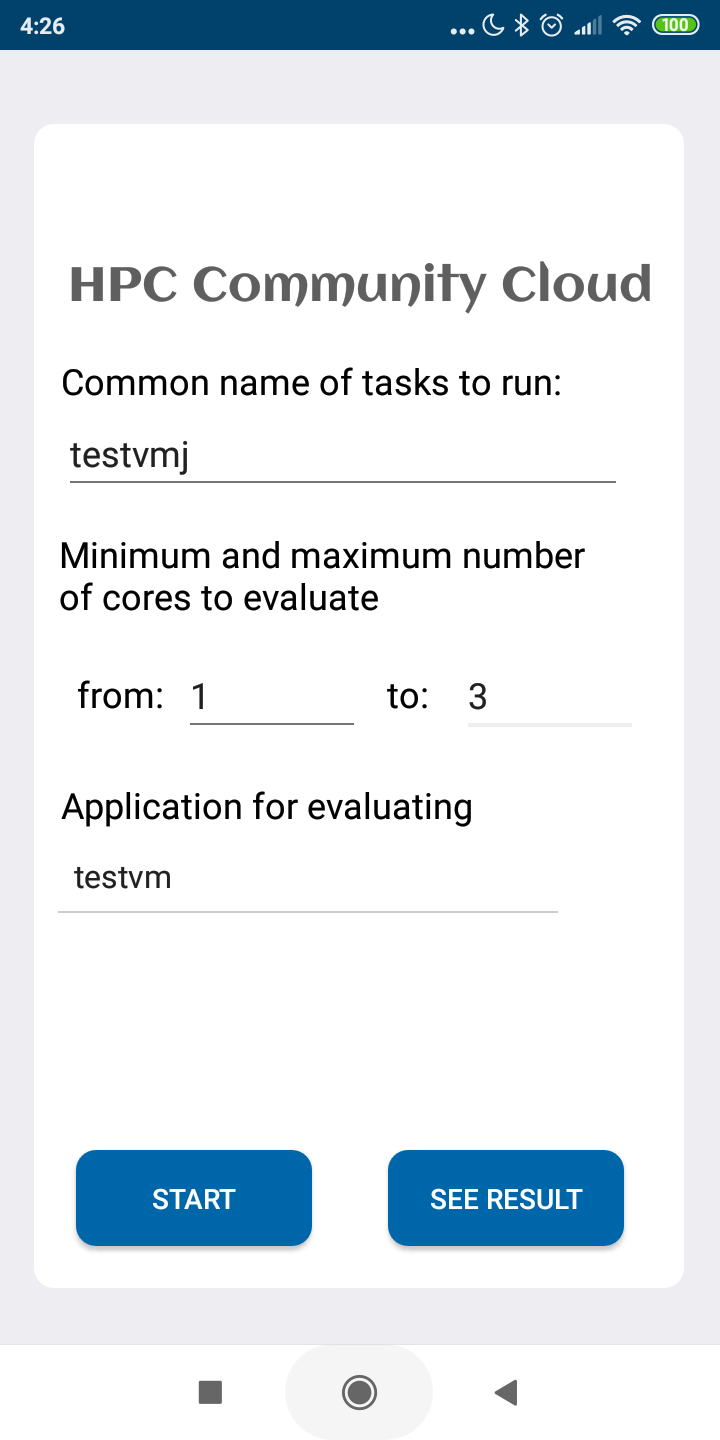 4:26
100
HPC Community Cloud
Common name of tasks to run:
testvmj
Minimum and maximum number
of cores to evaluate
from: 1 to: 3
Application for evaluating
testvm
START SEE RESULT